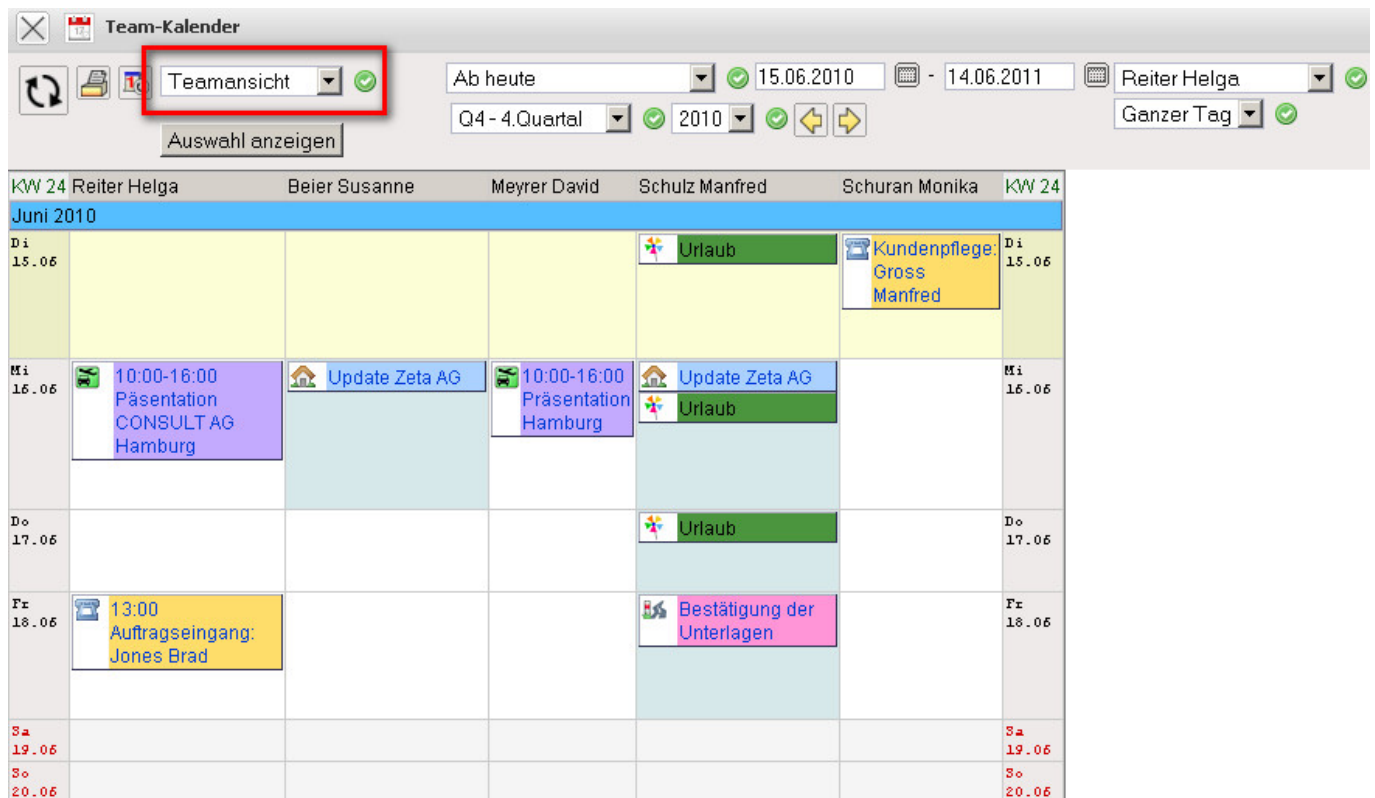 Team-Kalender
Teamansicht
Ab heute
15.06.2010 - 14.06.2011
Reiter Helga
Q4 - 4.Quartal
2010
Ganzer Tag
Auswahl anzeigen
KW 24 Reiter Helga Beier Susanne Meyrer David Schulz Manfred Schuran Monika KW 24
Juni 2010
Di
15.06
Urlaub
Kundenpflege:
Gross
Manfred
Di
15.06
Mi
16.06
10:00-16:00
Päsentation
CONSULT AG
Hamburg
Update Zeta AG
10:00-16:00
Präsentation
Hamburg
Update Zeta AG
Urlaub
Mi
16.06
Do
17.06
Urlaub
Do
17.06
Fr
18.06
13:00
Auftragseingang:
Jones Brad
Bestätigung der
Unterlagen
Fr
18.06
Sa
19.06
Sa
19.06
So
20.06
So
20.06